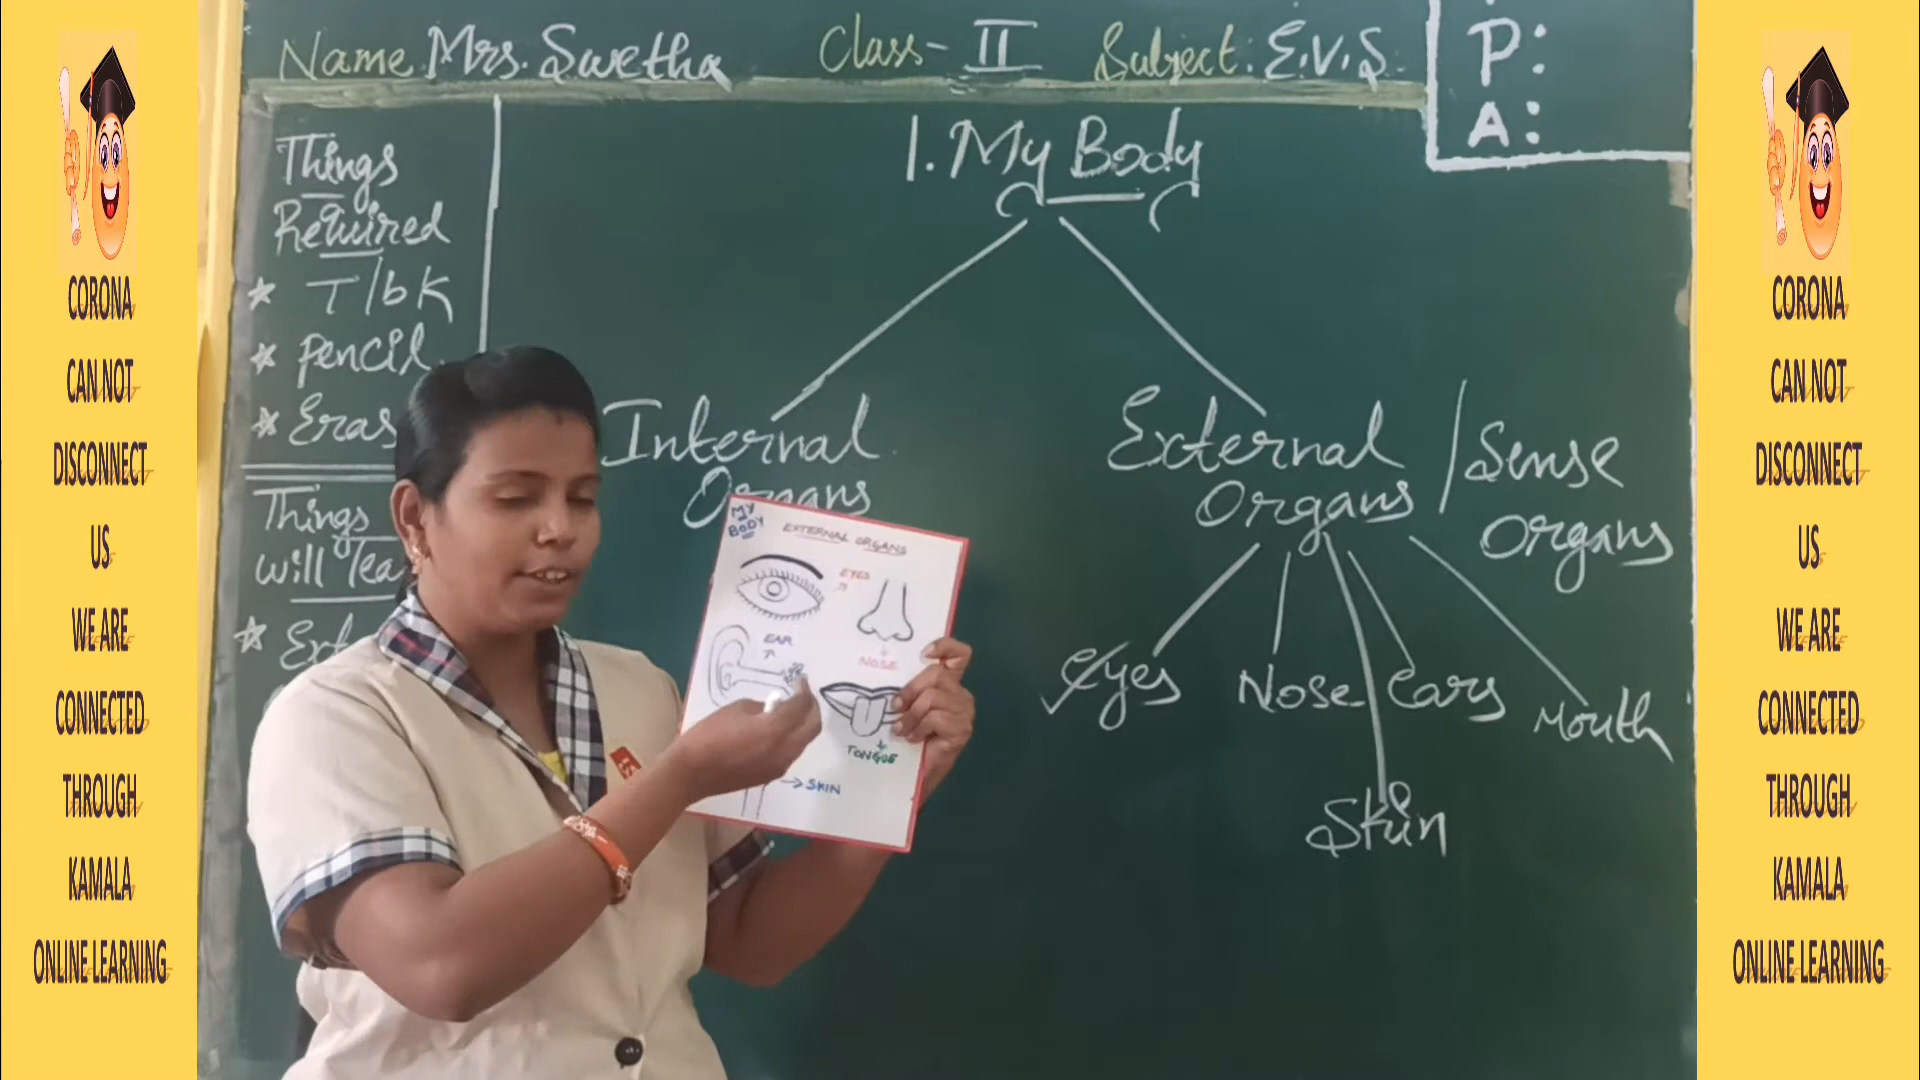 Name Mrs. Swetha Class- II Subject: E.V.S.
P:
A:
1. My Body
Things
Required
T/bk
Pencil
Eras
Things
will lea
Ext
Internal
Organs
External
Organs
/ Sense
Organs
Eyes
Nose
Ears
Mouth
Skin
MY
BODY
EXTERNAL ORGANS
EYES
NOSE
EAR
TONGUE
SKIN
CORONA
CAN NOT
DISCONNECT
US
WE ARE
CONNECTED
THROUGH
KAMALA
ONLINE LEARNING
CORONA
CAN NOT
DISCONNECT
US
WE ARE
CONNECTED
THROUGH
KAMALA
ONLINE LEARNING